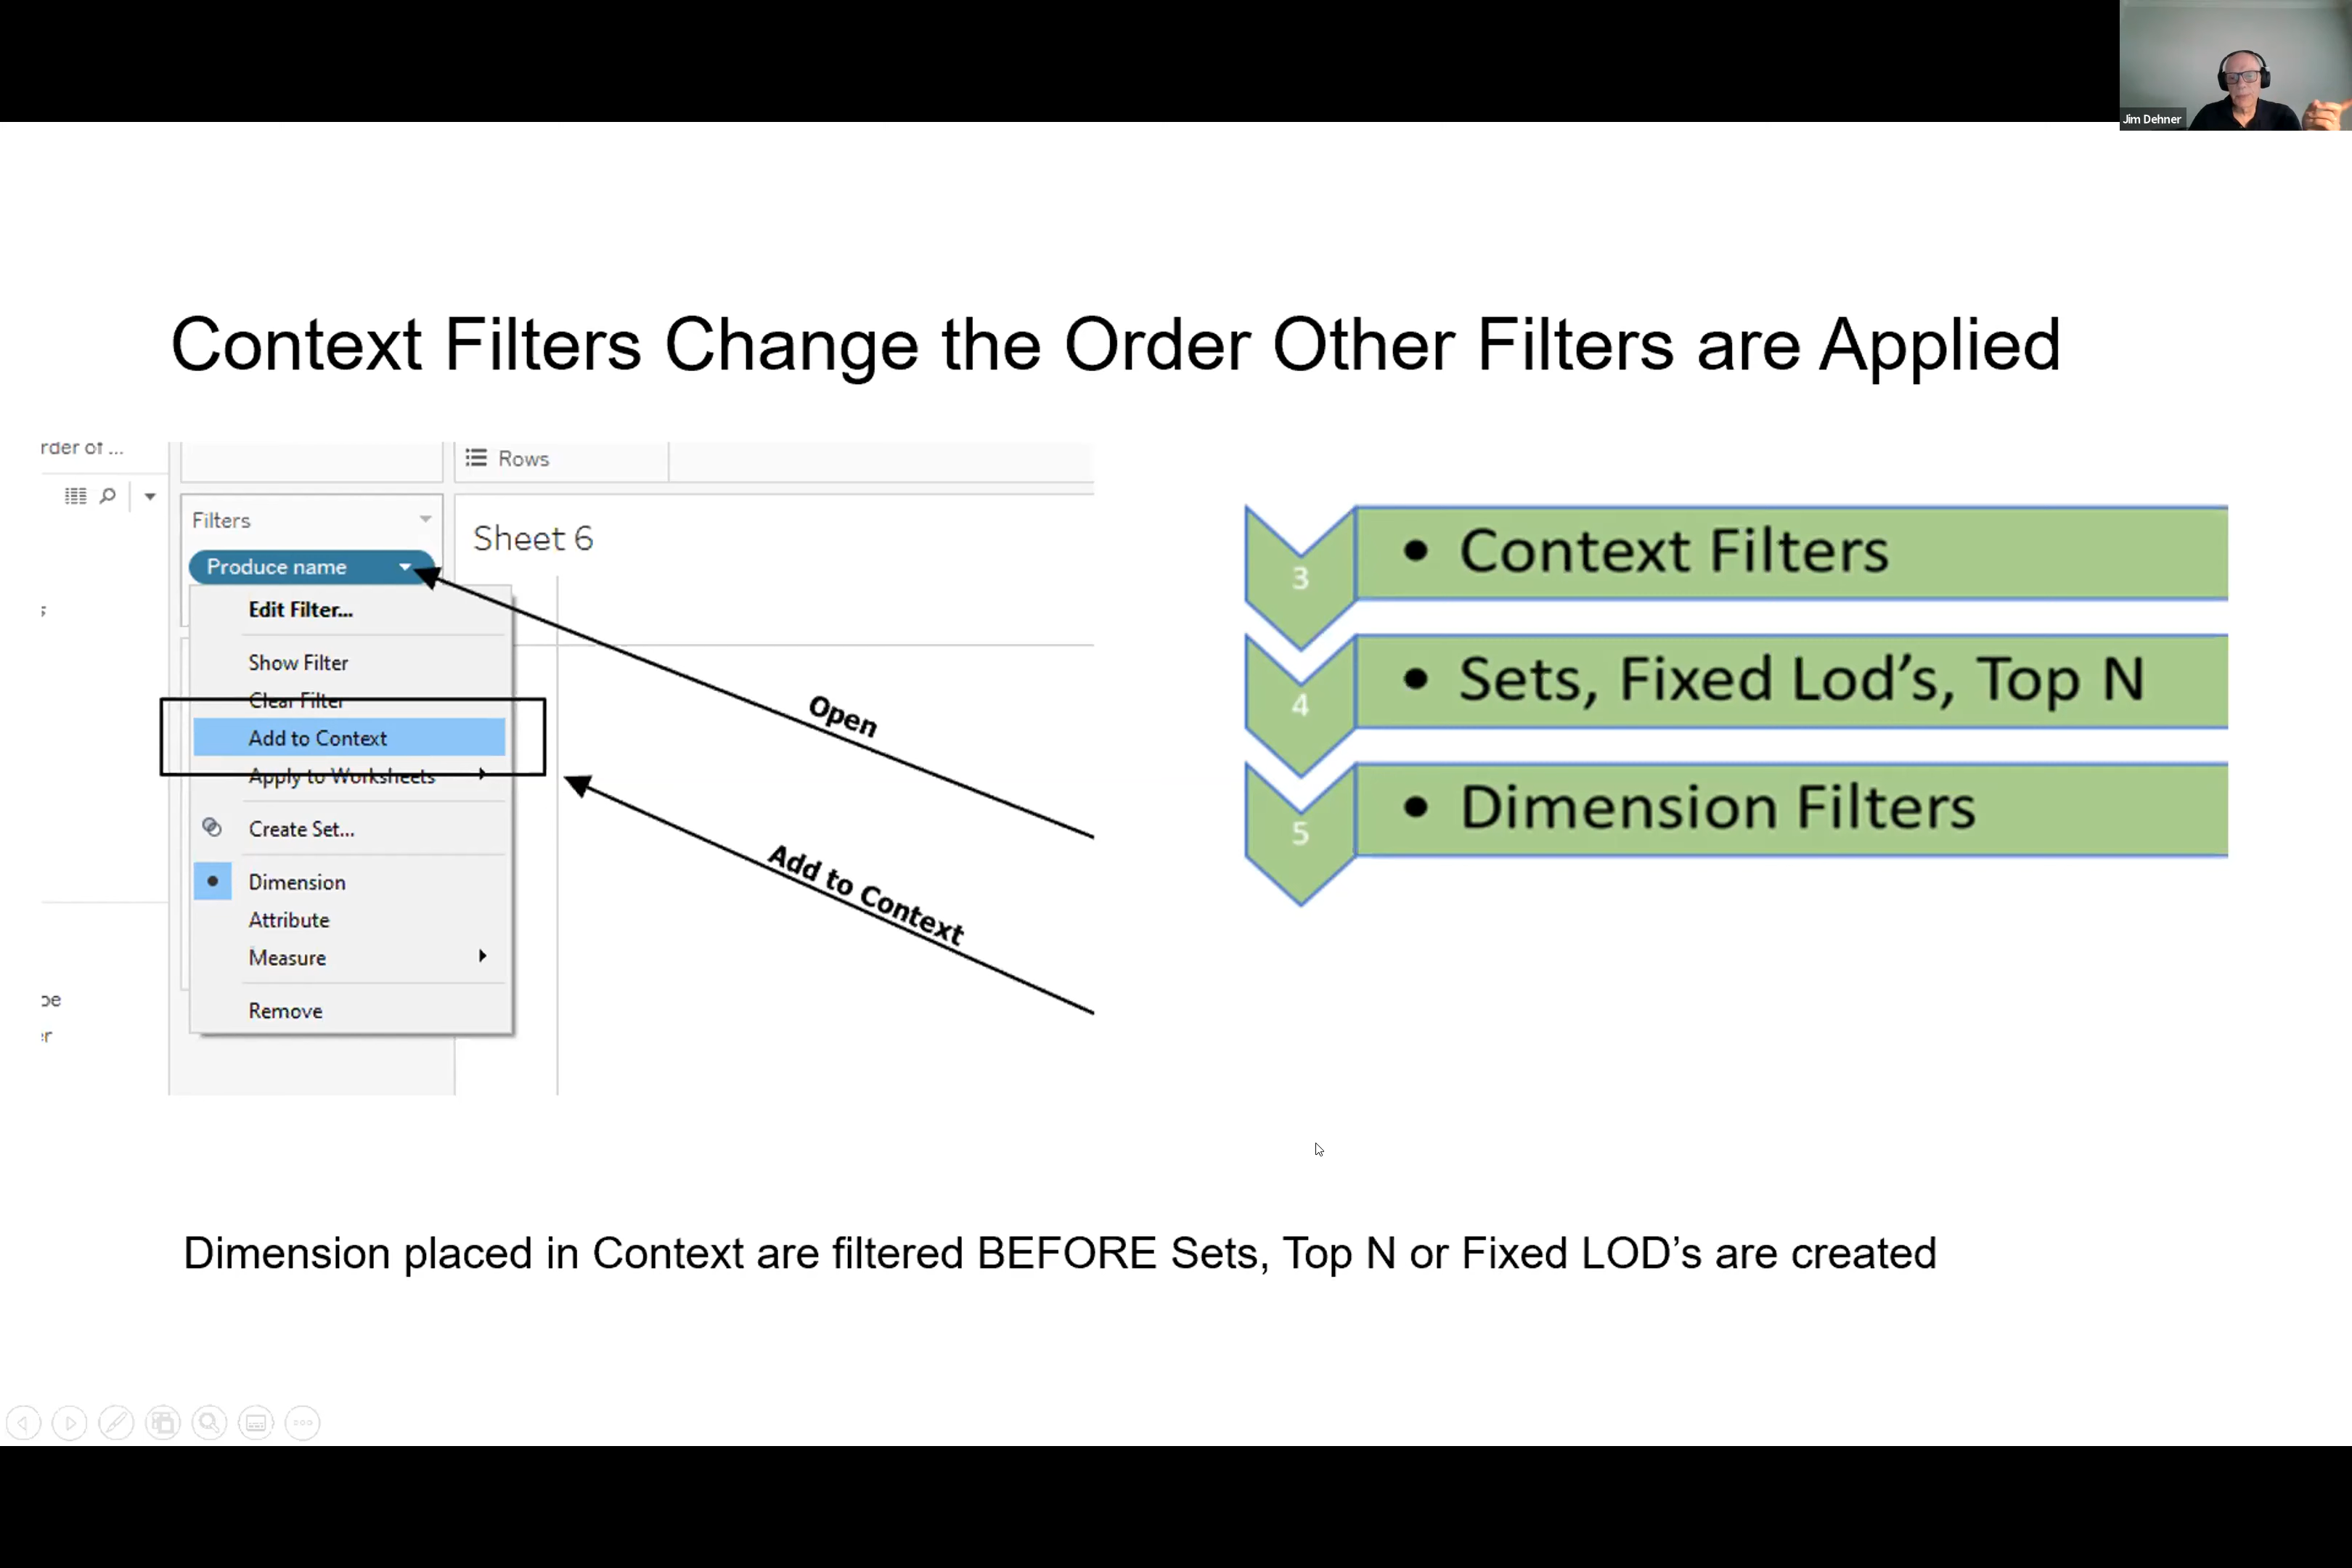 Jim Dehner
Context Filters Change the Order Other Filters are Applied
rder of ...
Rows
Filters
Sheet 6
Produce name
Edit Filter...
Show Filter
Clear Filter
Add to Context
Apply to Worksheets
Create Set...
Dimension
Attribute
Measure
Remove
Open
Add to Context
3
• Context Filters
4
• Sets, Fixed Lod's, Top N
5
• Dimension Filters
Dimension placed in Context are filtered BEFORE Sets, Top N or Fixed LOD's are created